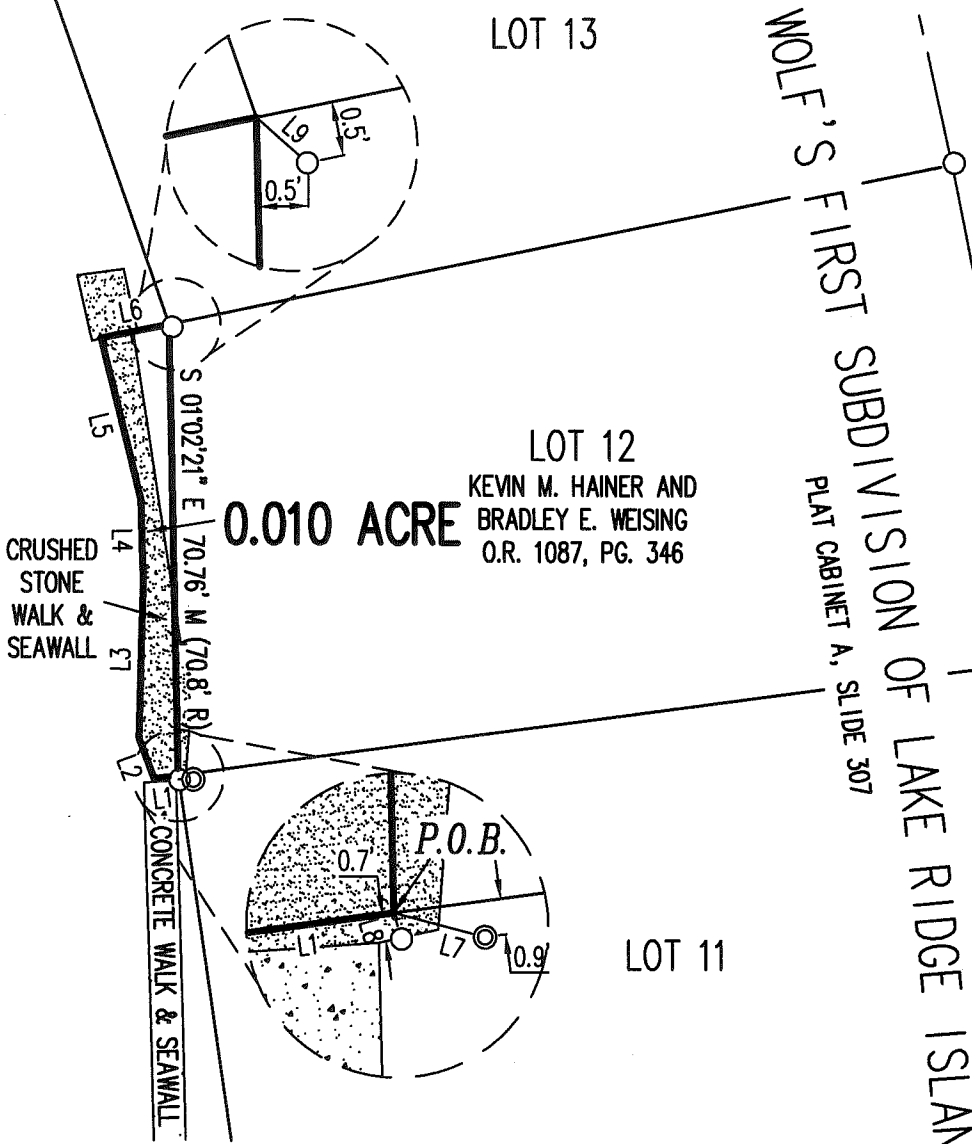 LOT 13
WOLF'S FIRST SUBDIVISION OF LAKE RIDGE ISLAN
PLAT CABINET A, SLIDE 307
L9
0.5'
0.5'
L6
L5
S 01°02'21" E 70.76' M (70.8' R)
LOT 12
KEVIN M. HAINER AND
BRADLEY E. WEISING
O.R. 1087, PG. 346
0.010 ACRE
L4
CRUSHED
STONE
WALK &
SEAWALL
L3
L2
L1
CONCRETE WALK & SEAWALL
P.O.B.
0.7'
L1
L8
L7
0.9'
LOT 11